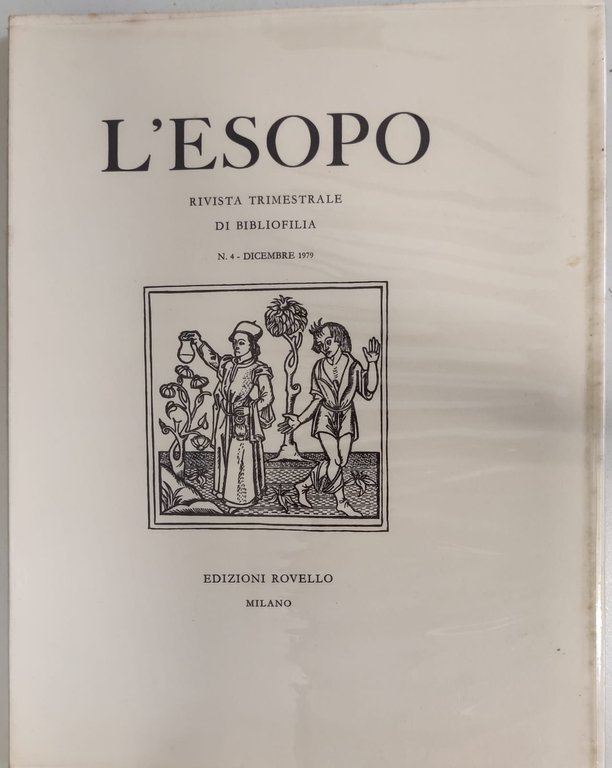 L'ESOPO
RIVISTA TRIMESTRALE
DI BIBLIOFILIA
N. 4 - DICEMBRE 1979
EDIZIONI ROVELLO
MILANO